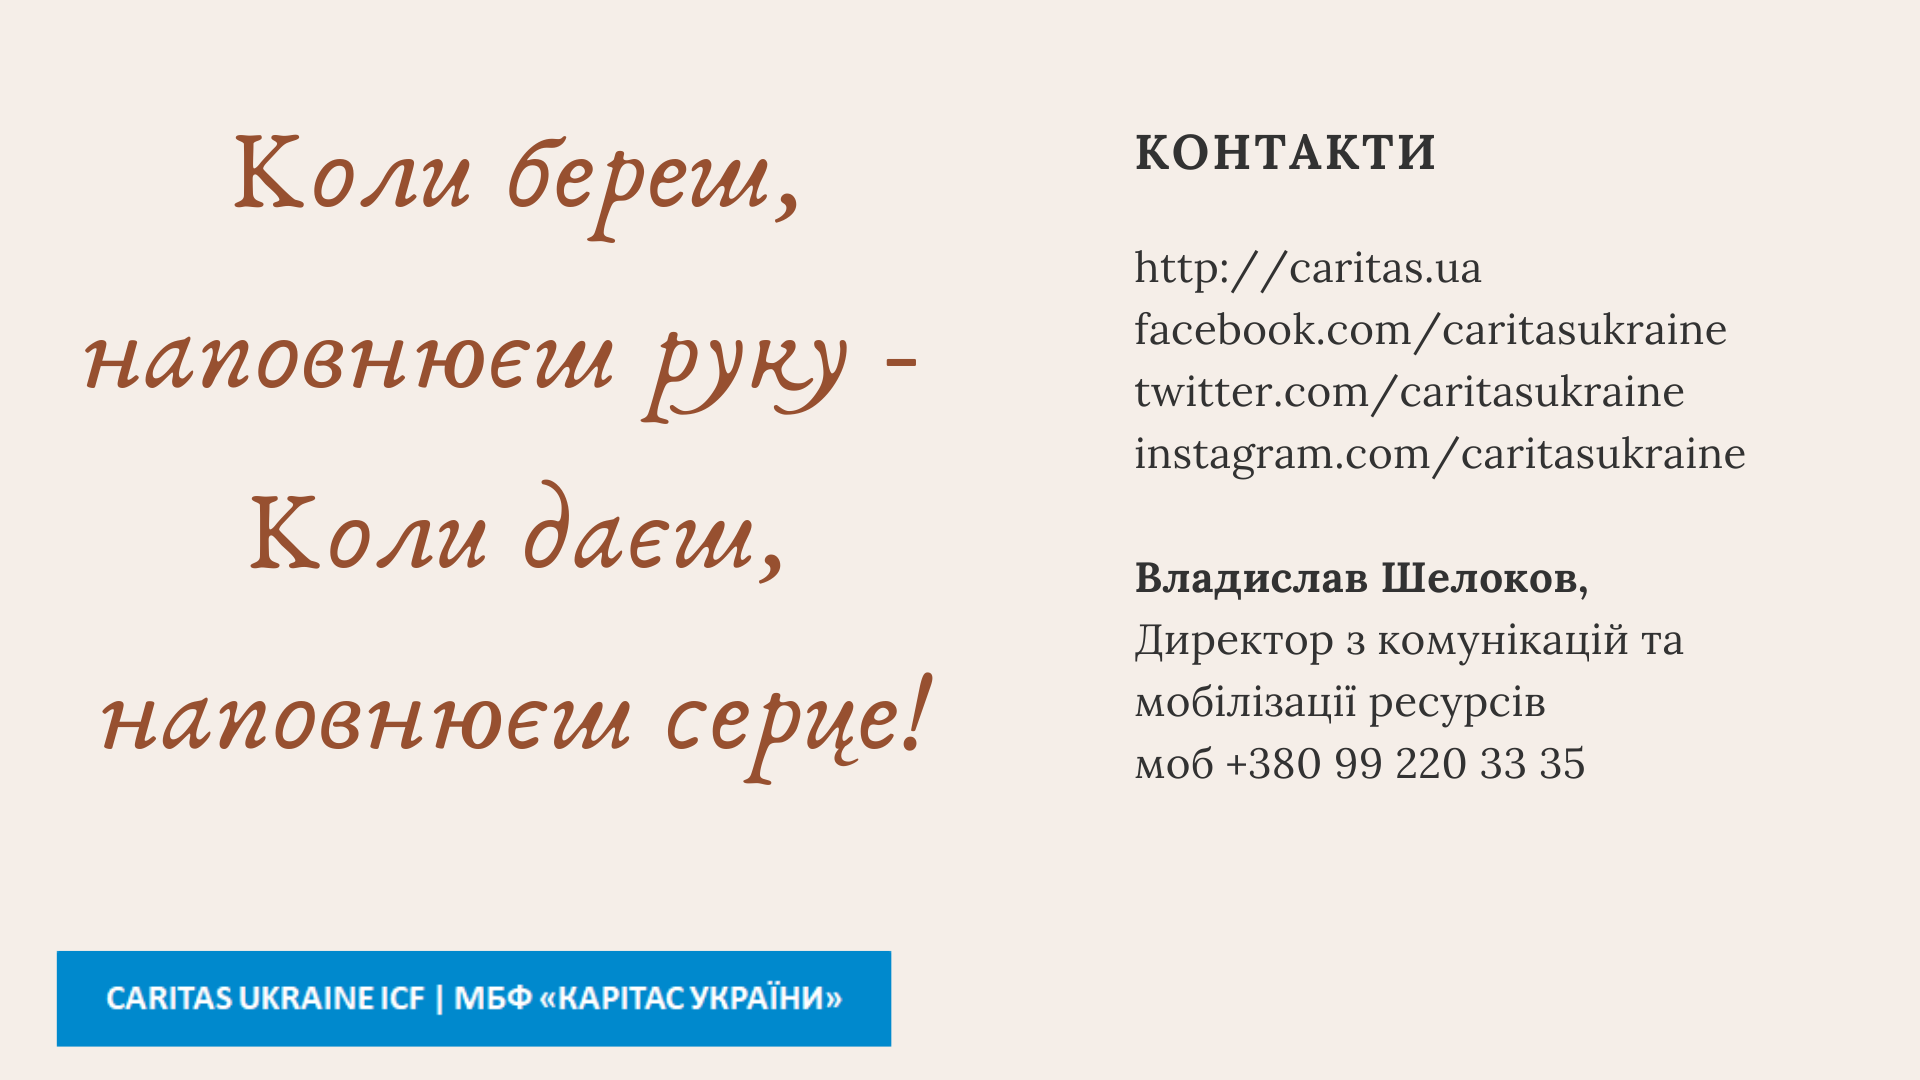 Коли береш,
наповнюєш руку -
Коли даєш,
наповнюєш серце!
КОНТАКТИ
http://caritas.ua
facebook.com/caritasukraine
twitter.com/caritasukraine
instagram.com/caritasukraine
Владислав Шелоков,
Директор з комунікацій та
мобілізації ресурсів
моб +380 99 220 33 35
CARITAS UKRAINE ICF | МБФ «КАРІТАС УКРАЇНИ»